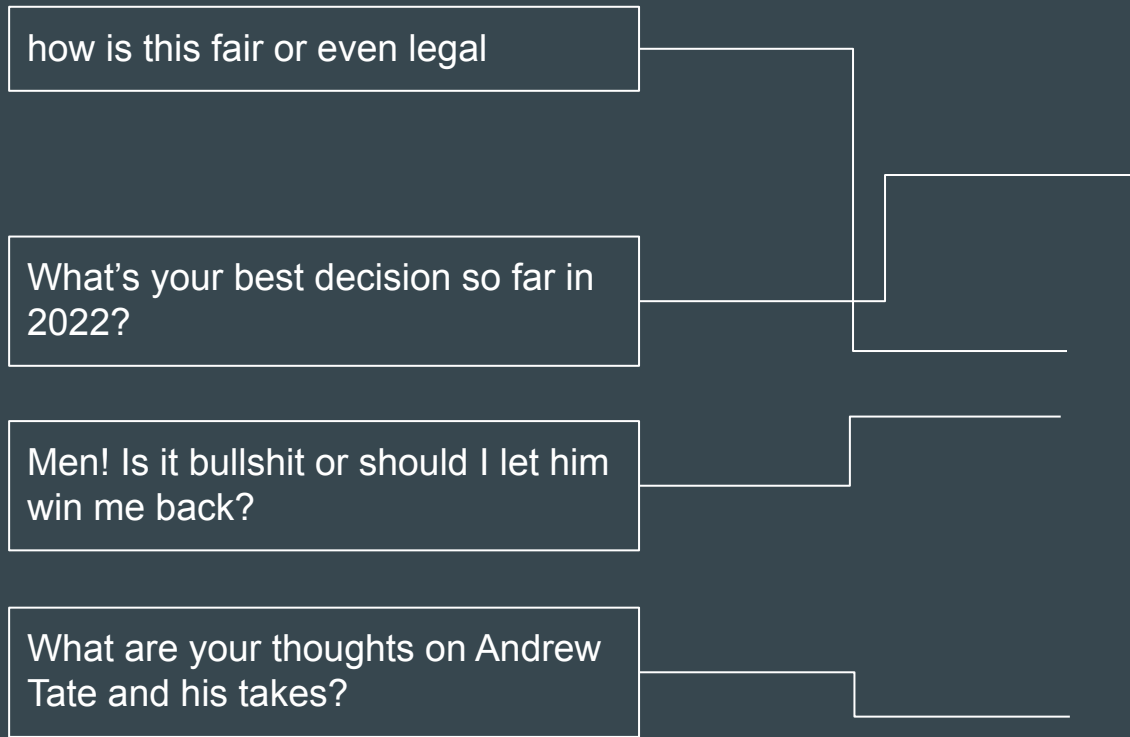 how is this fair or even legal
What’s your best decision so far in
2022?
Men! Is it bullshit or should I let him
win me back?
What are your thoughts on Andrew
Tate and his takes?